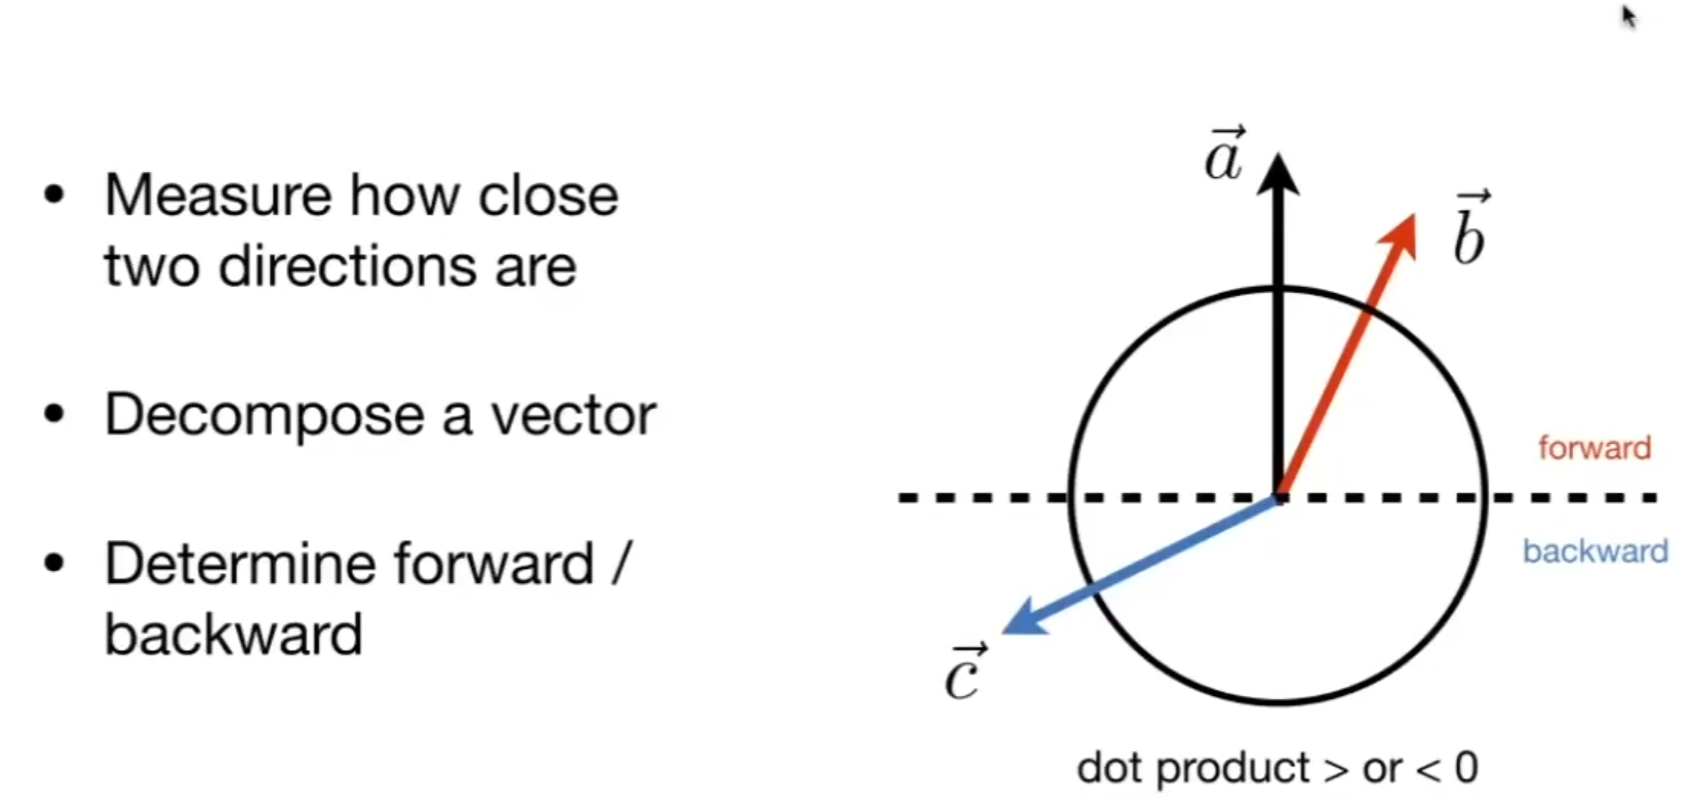 • Measure how close
two directions are
• Decompose a vector
• Determine forward /
backward
$\vec{a}$
$\vec{b}$
forward
backward
$\vec{c}$
dot product > or < 0